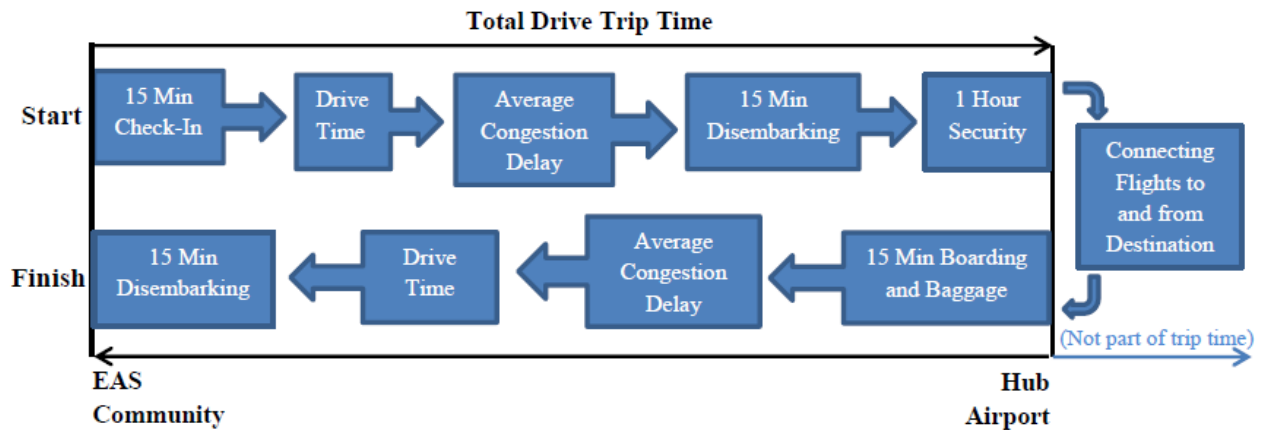 Total Drive Trip Time
Start
15 Min
Check-In
Drive
Time
Average
Congestion
Delay
15 Min
Disembarking
1 Hour
Security
Connecting
Flights to
and from
Destination
Finish
15 Min
Disembarking
Drive
Time
Average
Congestion
Delay
15 Min Boarding
and Baggage
(Not part of trip time)
EAS
Community
Hub
Airport